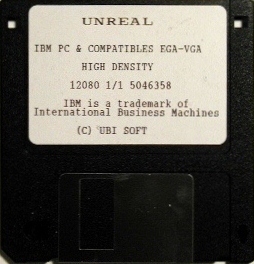 UNREAL
IBM PC & COMPATIBLES EGA-VGA
HIGH DENSITY
12080 1/1 5046358
IBM is a trademark of
International Business Machines
(C) UBI SOFT